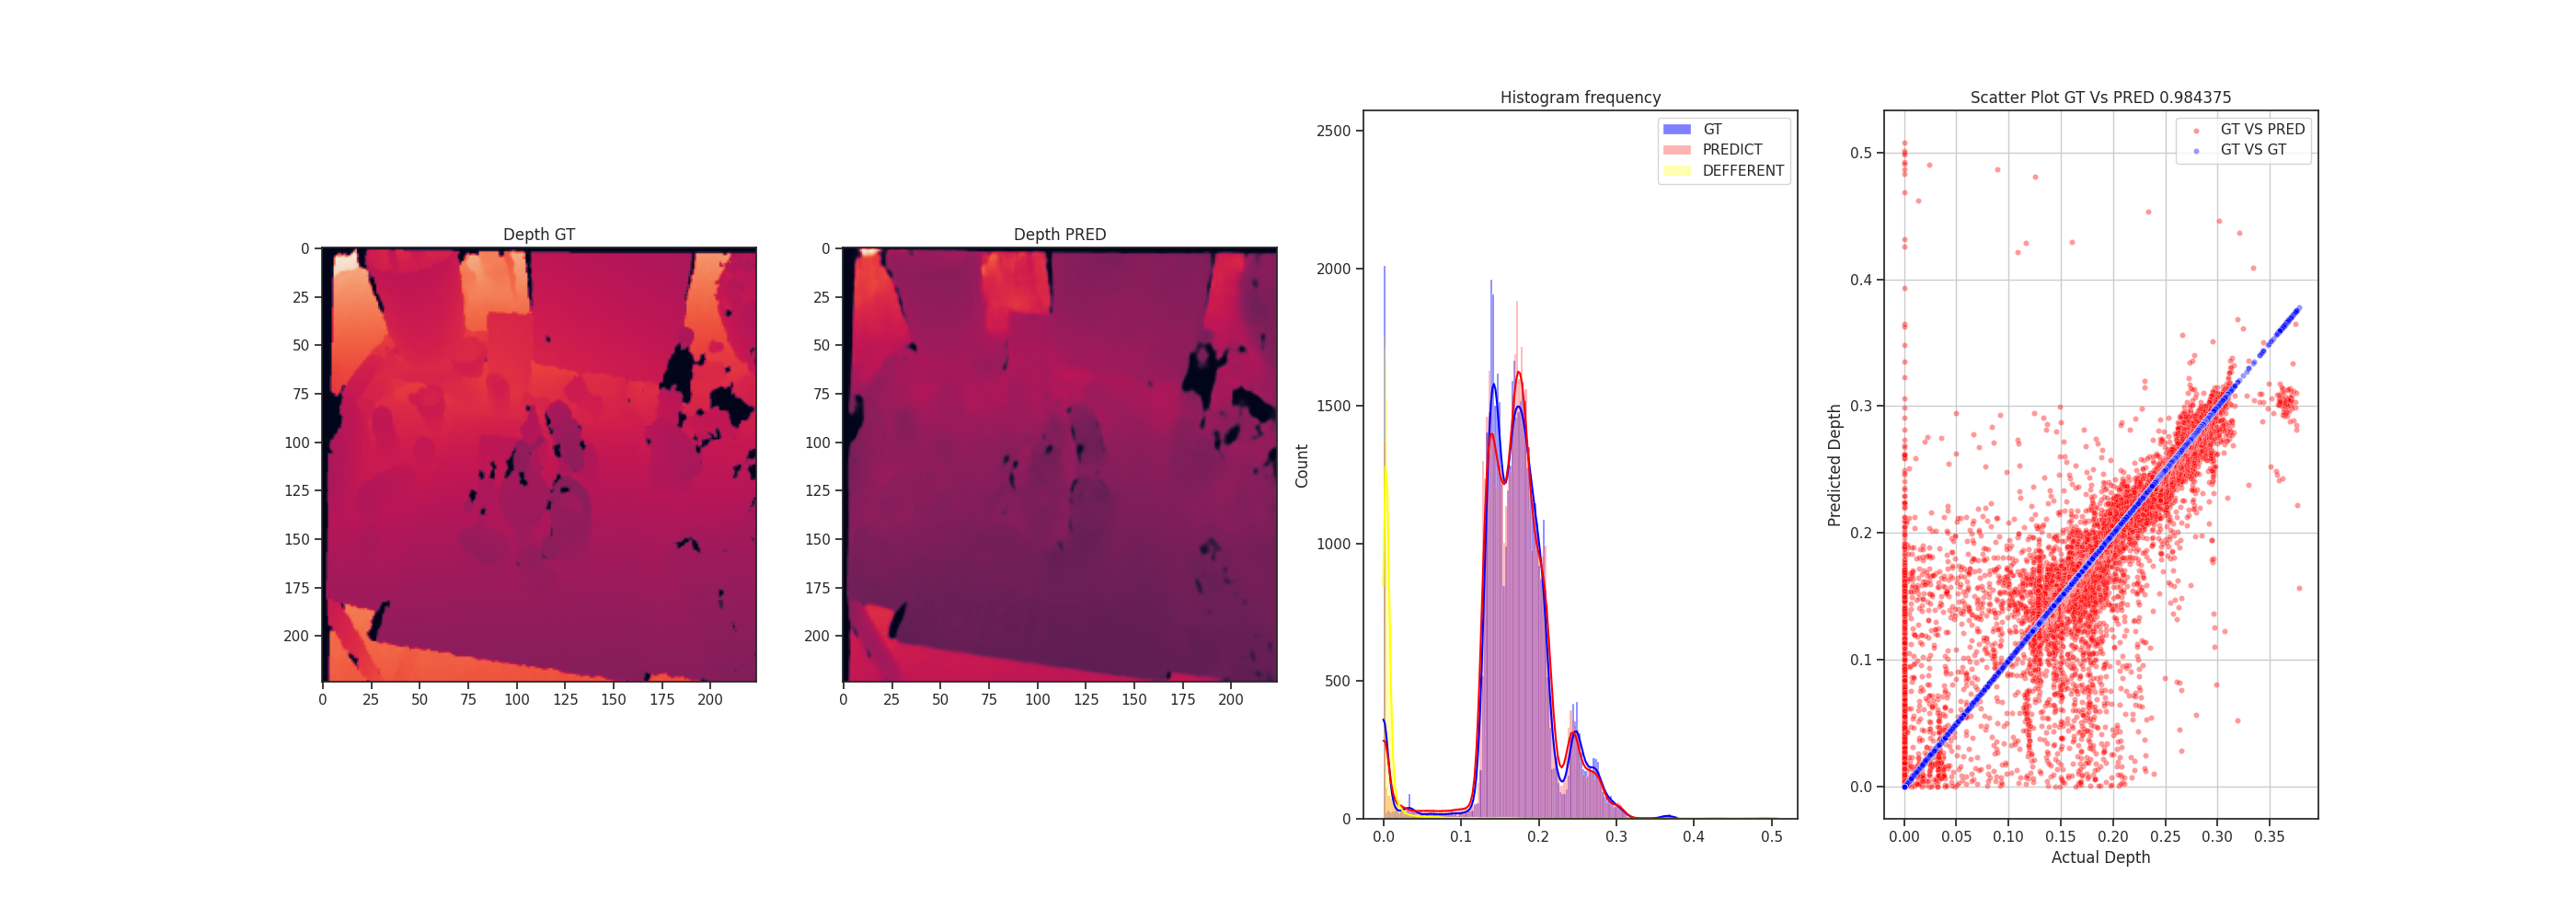 Depth GT
0
25
50
75
100
125
150
175
200
0 25 50 75 100 125 150 175 200
Depth PRED
0
25
50
75
100
125
150
175
200
0 25 50 75 100 125 150 175 200
Histogram frequency
GT
PREDICT
DEFFERENT
Count
2500
2000
1500
1000
500
0
0.0 0.1 0.2 0.3 0.4 0.5
Scatter Plot GT Vs PRED 0.984375
GT VS PRED
GT VS GT
Predicted Depth
0.5
0.4
0.3
0.2
0.1
0.0
0.00 0.05 0.10 0.15 0.20 0.25 0.30 0.35
Actual Depth